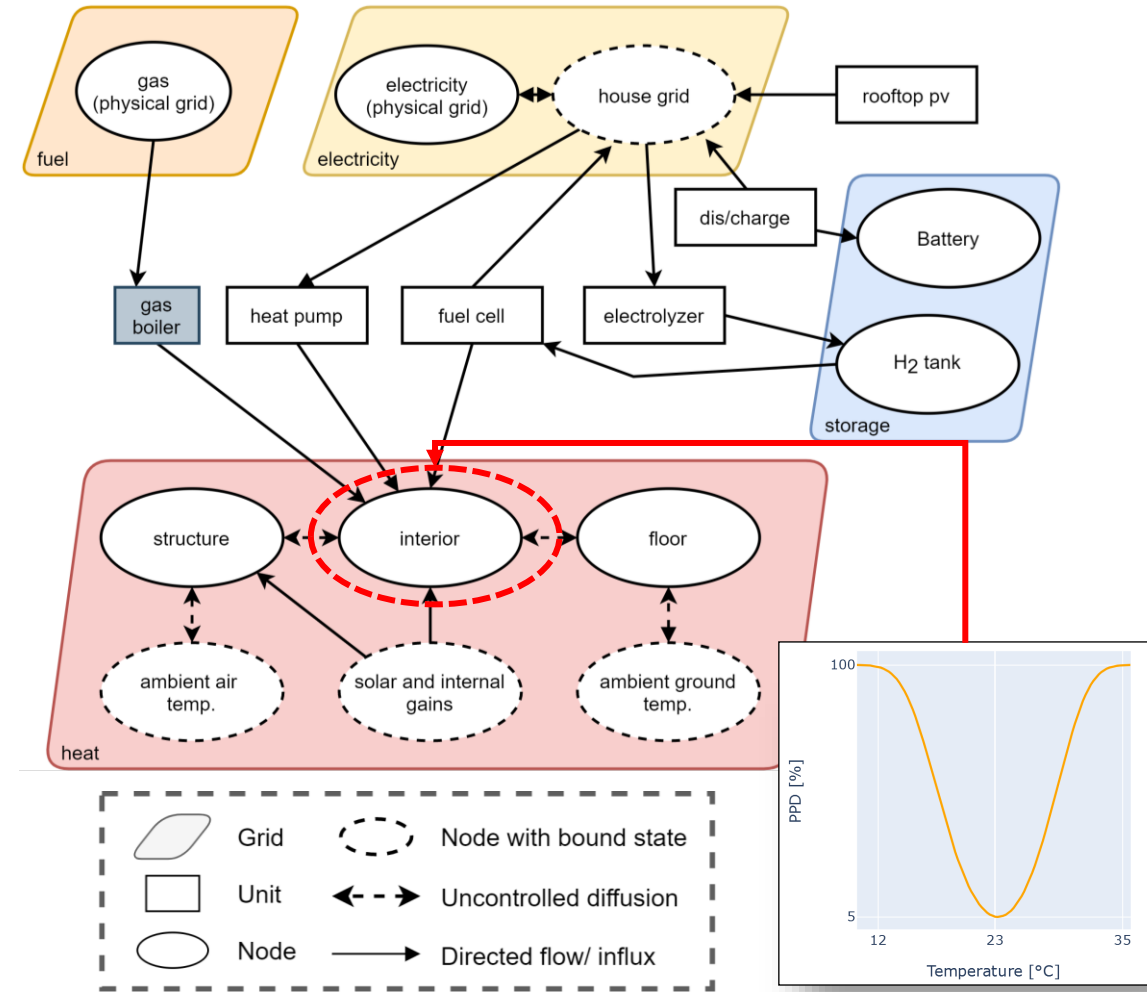 gas
(physical grid)
fuel
electricity
(physical grid)
house grid
electricity
rooftop pv
dis/charge
Battery
H2 tank
storage
gas
boiler
heat pump
fuel cell
electrolyzer
structure
interior
floor
ambient air
temp.
solar and internal
gains
ambient ground
temp.
heat
100
5
PPD [%]
12
23
35
Temperature [°C]
Grid
Node with bound state
Unit
Uncontrolled diffusion
Node
Directed flow/ influx